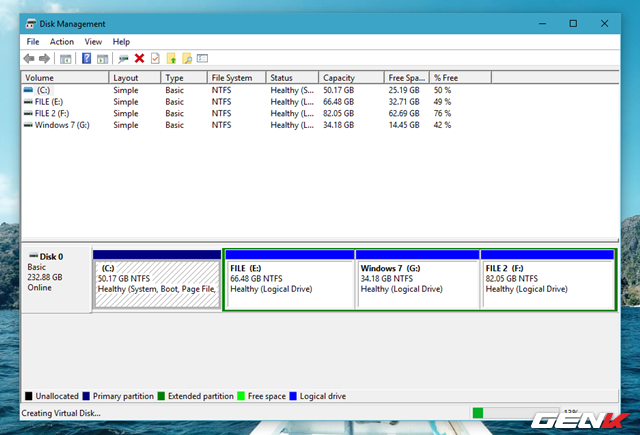 Disk Management
File Action View Help
Volume Layout Type File System Status Capacity Free Spa... % Free
(C:) Simple Basic NTFS Healthy (S... 50.17 GB 25.19 GB 50 %
FILE (E:) Simple Basic NTFS Healthy (L... 66.48 GB 32.71 GB 49 %
FILE 2 (F:) Simple Basic NTFS Healthy (L... 82.05 GB 62.69 GB 76 %
Windows 7 (G:) Simple Basic NTFS Healthy (L... 34.18 GB 14.45 GB 42 %
Disk 0 (C:) FILE (E:) Windows 7 (G:) FILE 2 (F:)
Basic 50.17 GB NTFS 66.48 GB NTFS 34.18 GB NTFS 82.05 GB NTFS
232.88 GB Healthy (System, Boot, Page File, Healthy (Logical Drive) Healthy (Logical Drive) Healthy (Logical Drive)
Online
Unallocated Primary partition Extended partition Free space Logical drive
Creating Virtual Disk... 13%
GENK